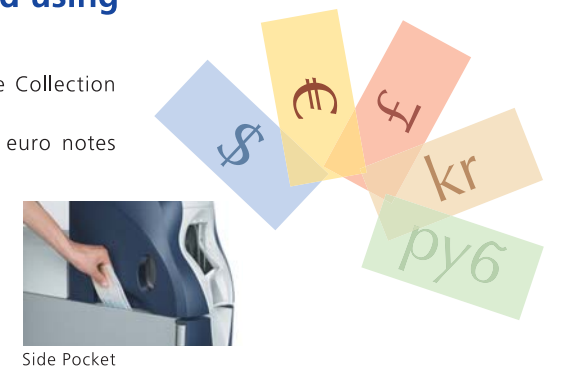 d using
e Collection
euro notes
$
€
£
kr
руб
Side Pocket